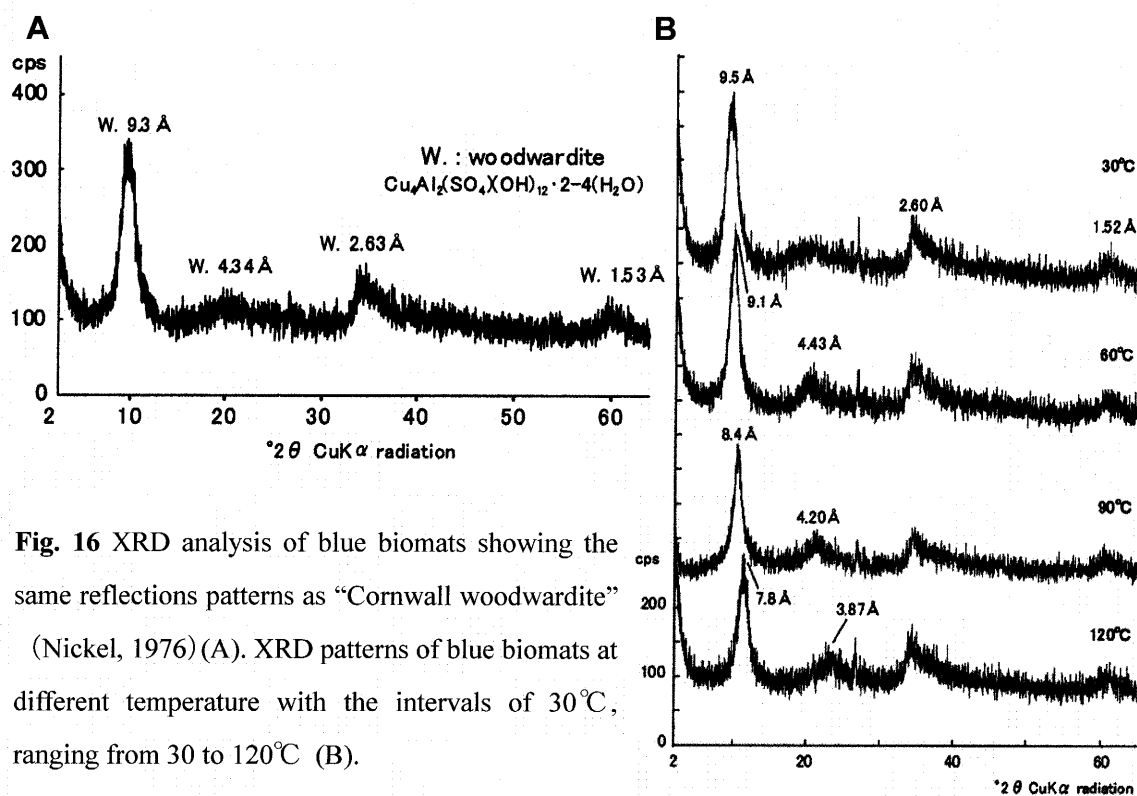 A
cps
400
300
200
100
0
W. 9.3 Å
W. 4.34 Å
W. 2.63 Å
W. 1.53 Å
W. : woodwardite
Cu₄Al₂(SO₄)(OH)₁₂·2-4(H₂O)
2 10 20 30 40 50 60
°2θ CuKα radiation
Fig. 16 XRD analysis of blue biomats showing the
same reflections patterns as “Cornwall woodwardite”
(Nickel, 1976) (A). XRD patterns of blue biomats at
different temperature with the intervals of 30℃,
ranging from 30 to 120℃ (B).
B
9.5 Å
30℃
2.60 Å
1.52 Å
9.1 Å
4.43 Å
60℃
8.4 Å
4.20 Å
90℃
cps
7.8 Å
3.87 Å
200
120℃
100
0
2 20 40 60
°2θ CuKα radiation